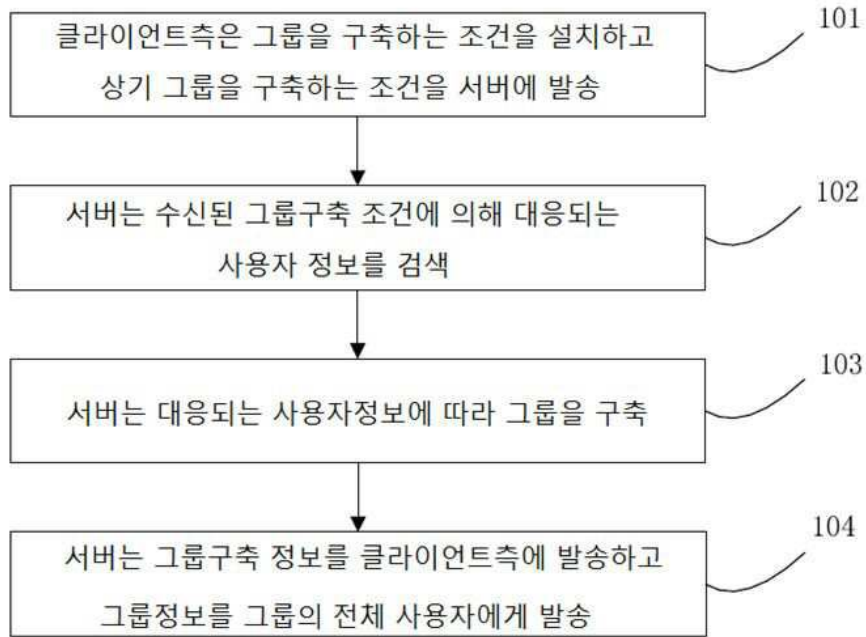 클라이언트측은 그룹을 구축하는 조건을 설치하고
상기 그룹을 구축하는 조건을 서버에 발송
101
서버는 수신된 그룹구축 조건에 의해 대응되는
사용자 정보를 검색
102
서버는 대응되는 사용자정보에 따라 그룹을 구축
103
서버는 그룹구축 정보를 클라이언트측에 발송하고
그룹정보를 그룹의 전체 사용자에게 발송
104